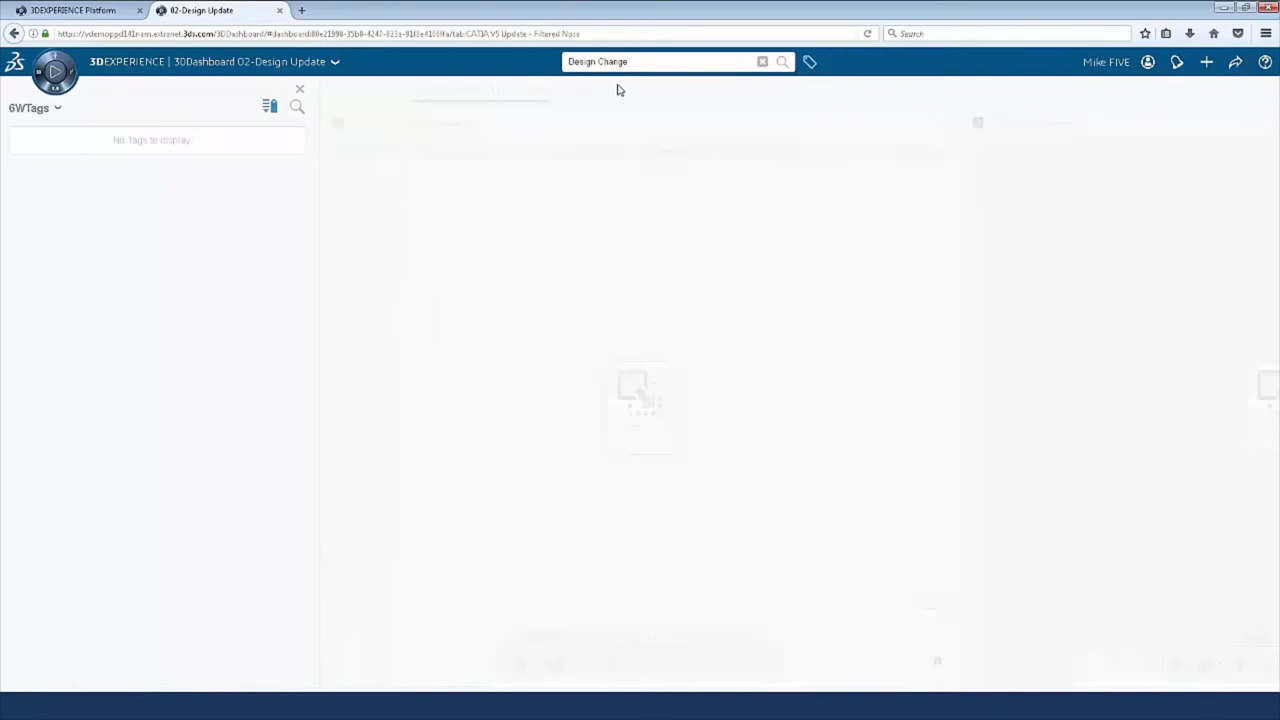 3DEXPERIENCE Platform
02-Design Update
3DEXPERIENCE | 3DDashboard 02-Design Update
Design Change
Search
Mike FIVE
6WTags
No Tags to display